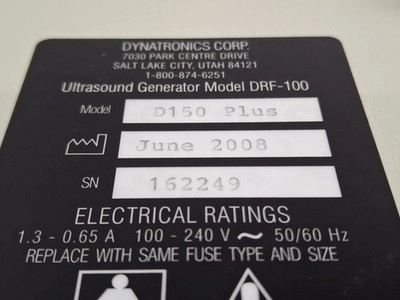 DYNATRONICS CORP.
7030 PARK CENTRE DRIVE
SALT LAKE CITY, UTAH 84121
1-800-874-6251
Ultrasound Generator Model DRF-100
Model D150 Plus
June 2008
SN 162249
ELECTRICAL RATINGS
1.3 - 0.65 A 100 - 240 V ~ 50/60 Hz
REPLACE WITH SAME FUSE TYPE AND SIZE